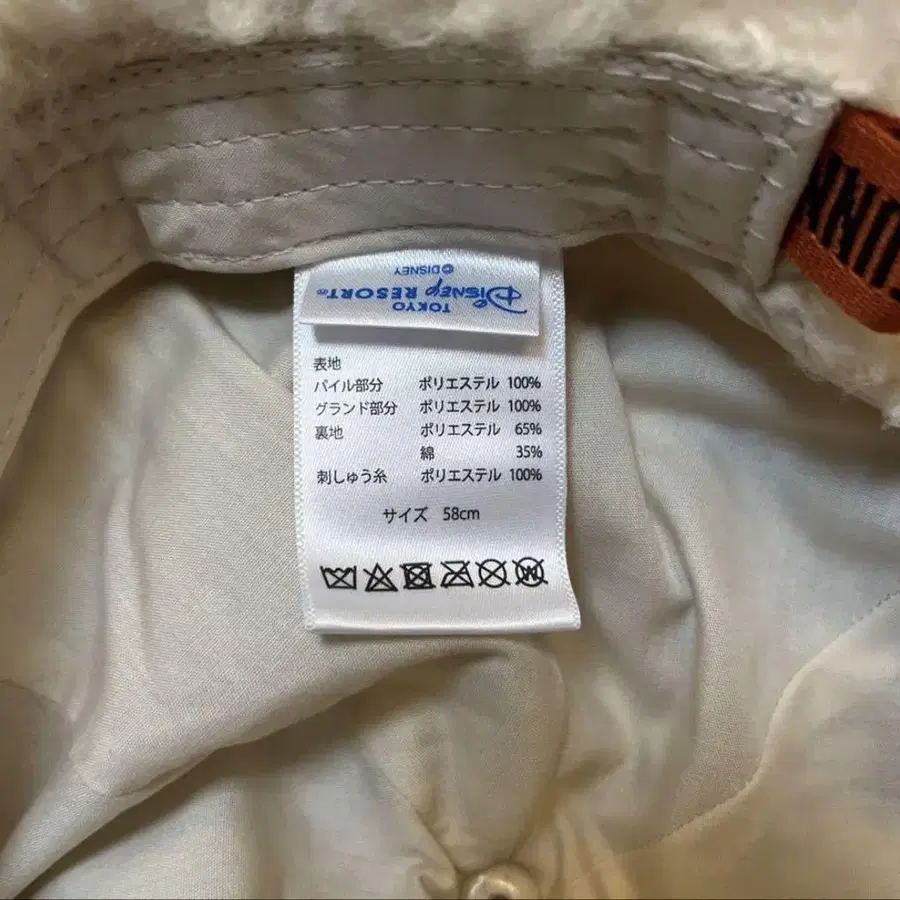 TOKYO
Disney RESORT®
© DISNEY
表地
パイル部分 ポリエステル 100%
グランド部分 ポリエステル 100%
裏地 ポリエステル 65%
綿 35%
刺しゅう糸 ポリエステル 100%
サイズ 58cm